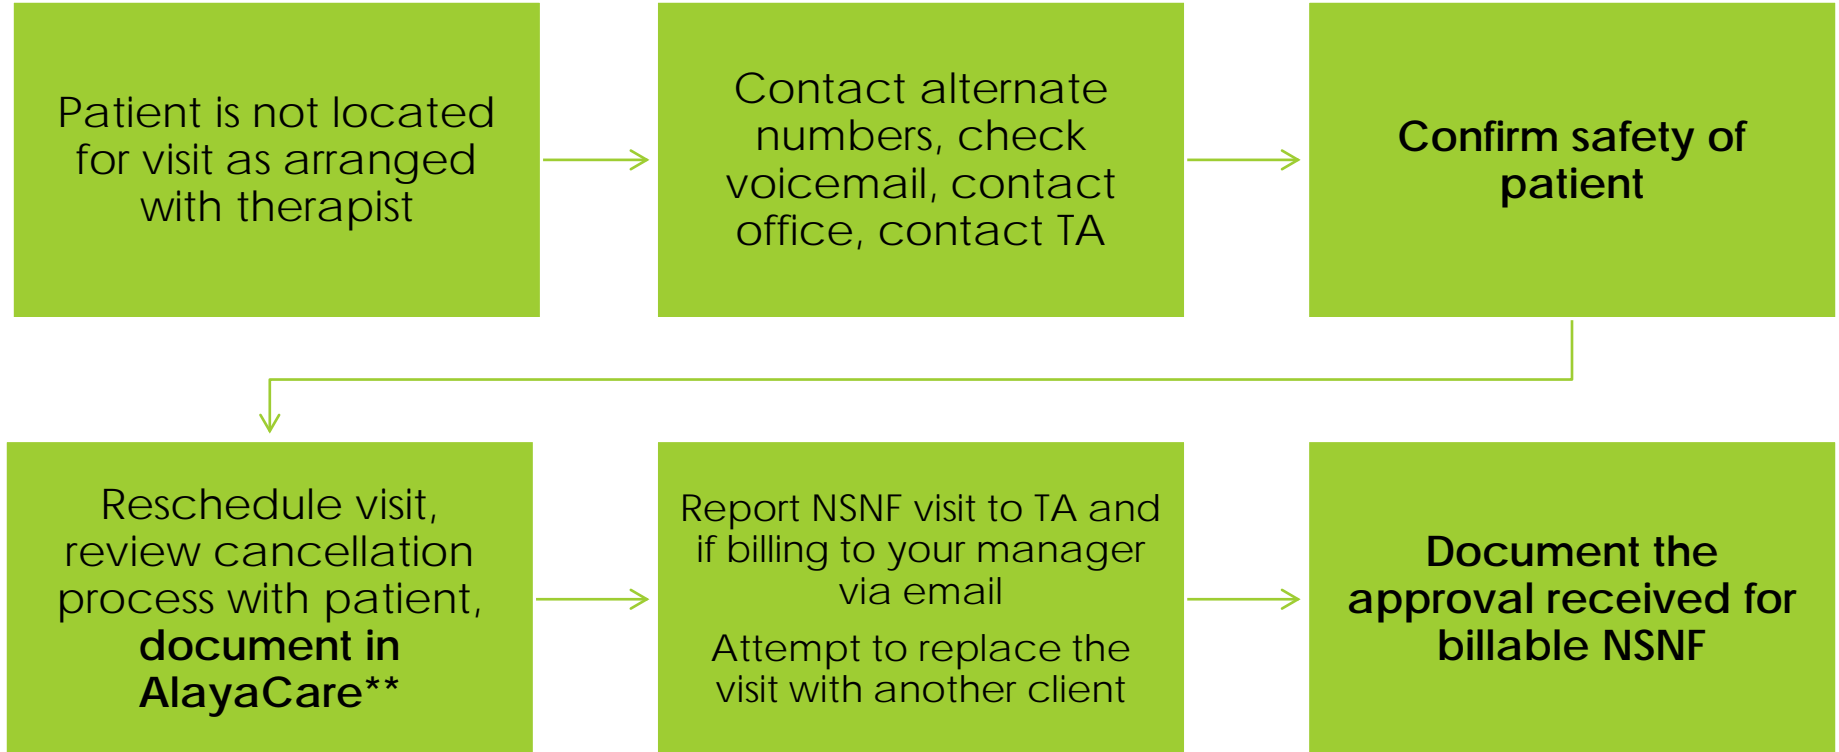 Patient is not located
for visit as arranged
with therapist
Contact alternate
numbers, check
voicemail, contact
office, contact TA
Confirm safety of
patient
Reschedule visit,
review cancellation
process with patient,
document in
AlayaCare**
Report NSNF visit to TA and
if billing to your manager
via email
Attempt to replace the
visit with another client
Document the
approval received for
billable NSNF